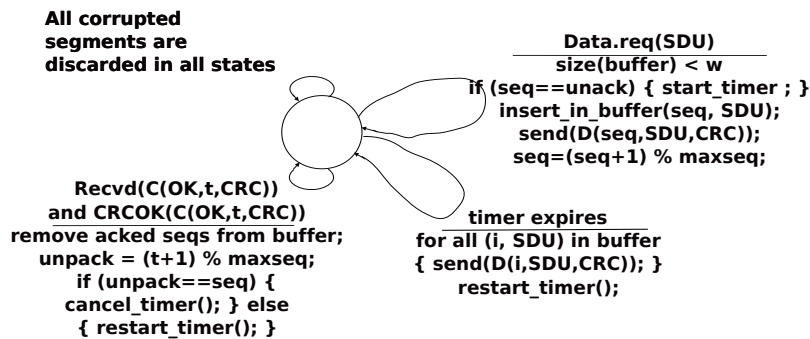 All corrupted
segments are
discarded in all states
Data.req(SDU)
size(buffer) < w
if (seq==unack) { start_timer ; }
insert_in_buffer(seq, SDU);
send(D(seq,SDU,CRC));
seq=(seq+1) % maxseq;
Recvd(C(OK,t,CRC))
and CRCOK(C(OK,t,CRC))
remove acked seqs from buffer;
unpack = (t+1) % maxseq;
if (unpack==seq) {
cancel_timer(); } else
{ restart_timer(); }
timer expires
for all (i, SDU) in buffer
{ send(D(i,SDU,CRC)); }
restart_timer();